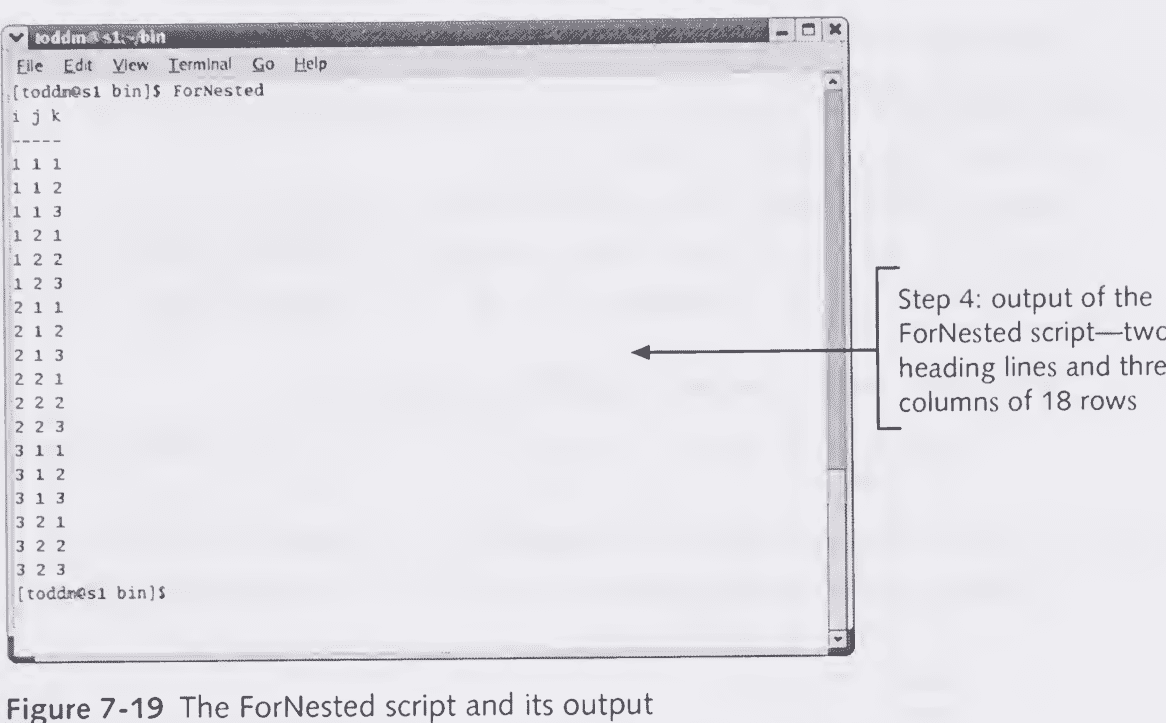 toddm@s1:~/bin
File Edit View Terminal Go Help
[toddm@s1 bin]$ ForNested
i j k
-----
1 1 1
1 1 2
1 1 3
1 2 1
1 2 2
1 2 3
2 1 1
2 1 2
2 1 3
2 2 1
2 2 2
2 2 3
3 1 1
3 1 2
3 1 3
3 2 1
3 2 2
3 2 3
[toddm@s1 bin]$
Step 4: output of the
ForNested script—two
heading lines and thre
columns of 18 rows
Figure 7-19 The ForNested script and its output